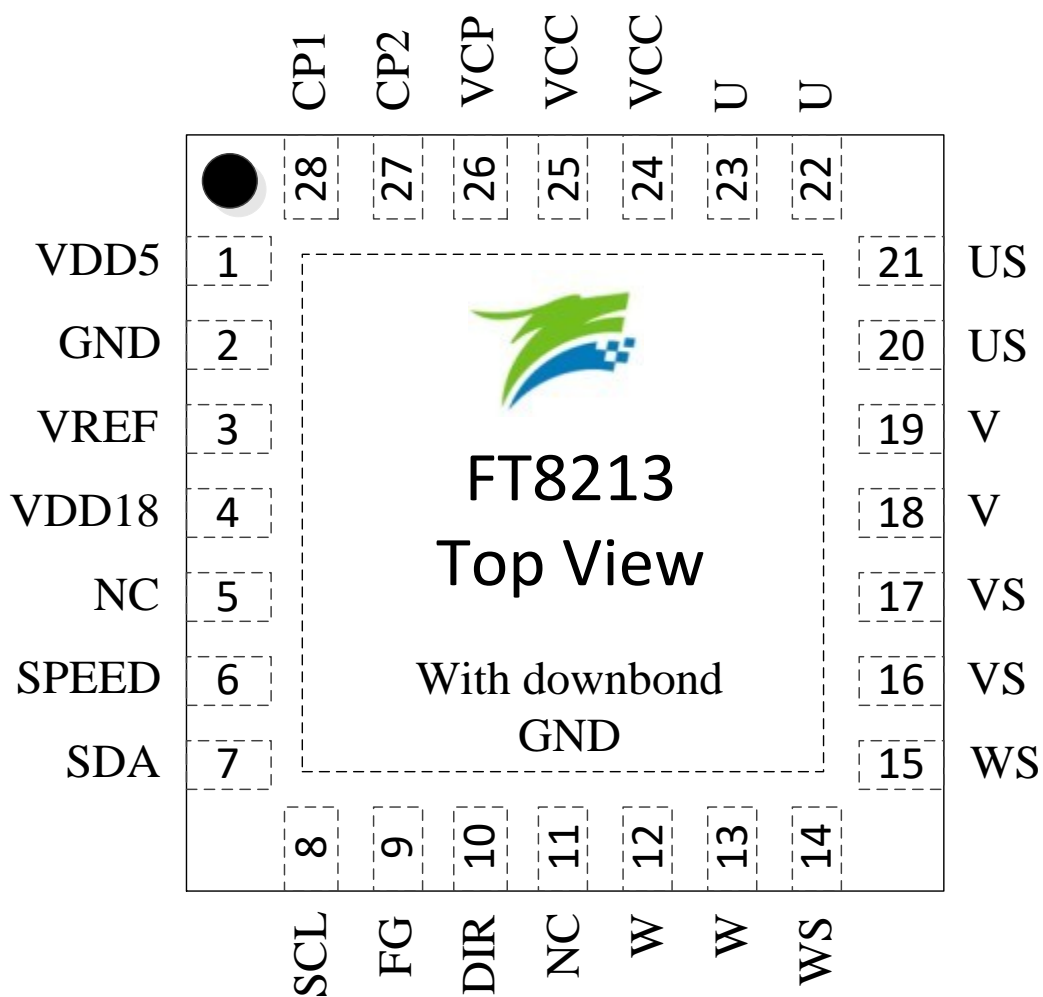 CP1
CP2
VCP
VCC
VCC
U
U
28
27
26
25
24
23
22
VDD5
1
GND
2
VREF
3
VDD18
4
NC
5
SPEED
6
SDA
7
FT8213
Top View
With downbond
GND
21
US
20
US
19
V
18
V
17
VS
16
VS
15
WS
8
9
10
11
12
13
14
SCL
FG
DIR
NC
W
W
WS